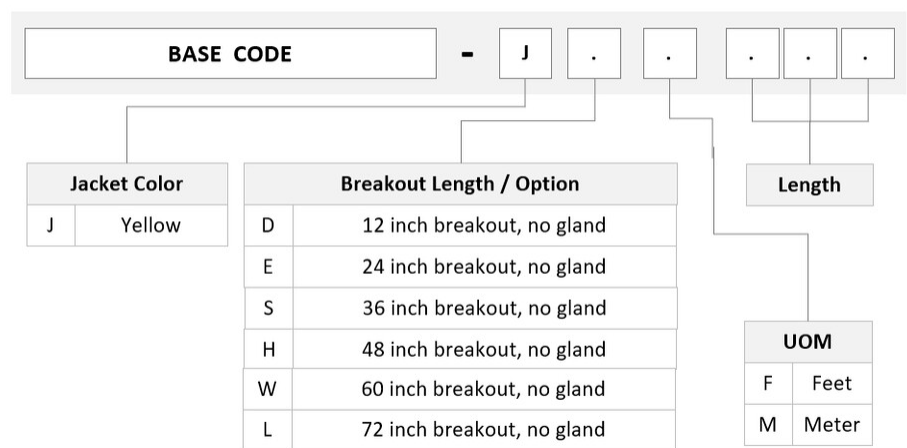 BASE CODE - J . . . . .
Jacket Color
J Yellow
Breakout Length / Option
D 12 inch breakout, no gland
E 24 inch breakout, no gland
S 36 inch breakout, no gland
H 48 inch breakout, no gland
W 60 inch breakout, no gland
L 72 inch breakout, no gland
Length
UOM
F Feet
M Meter